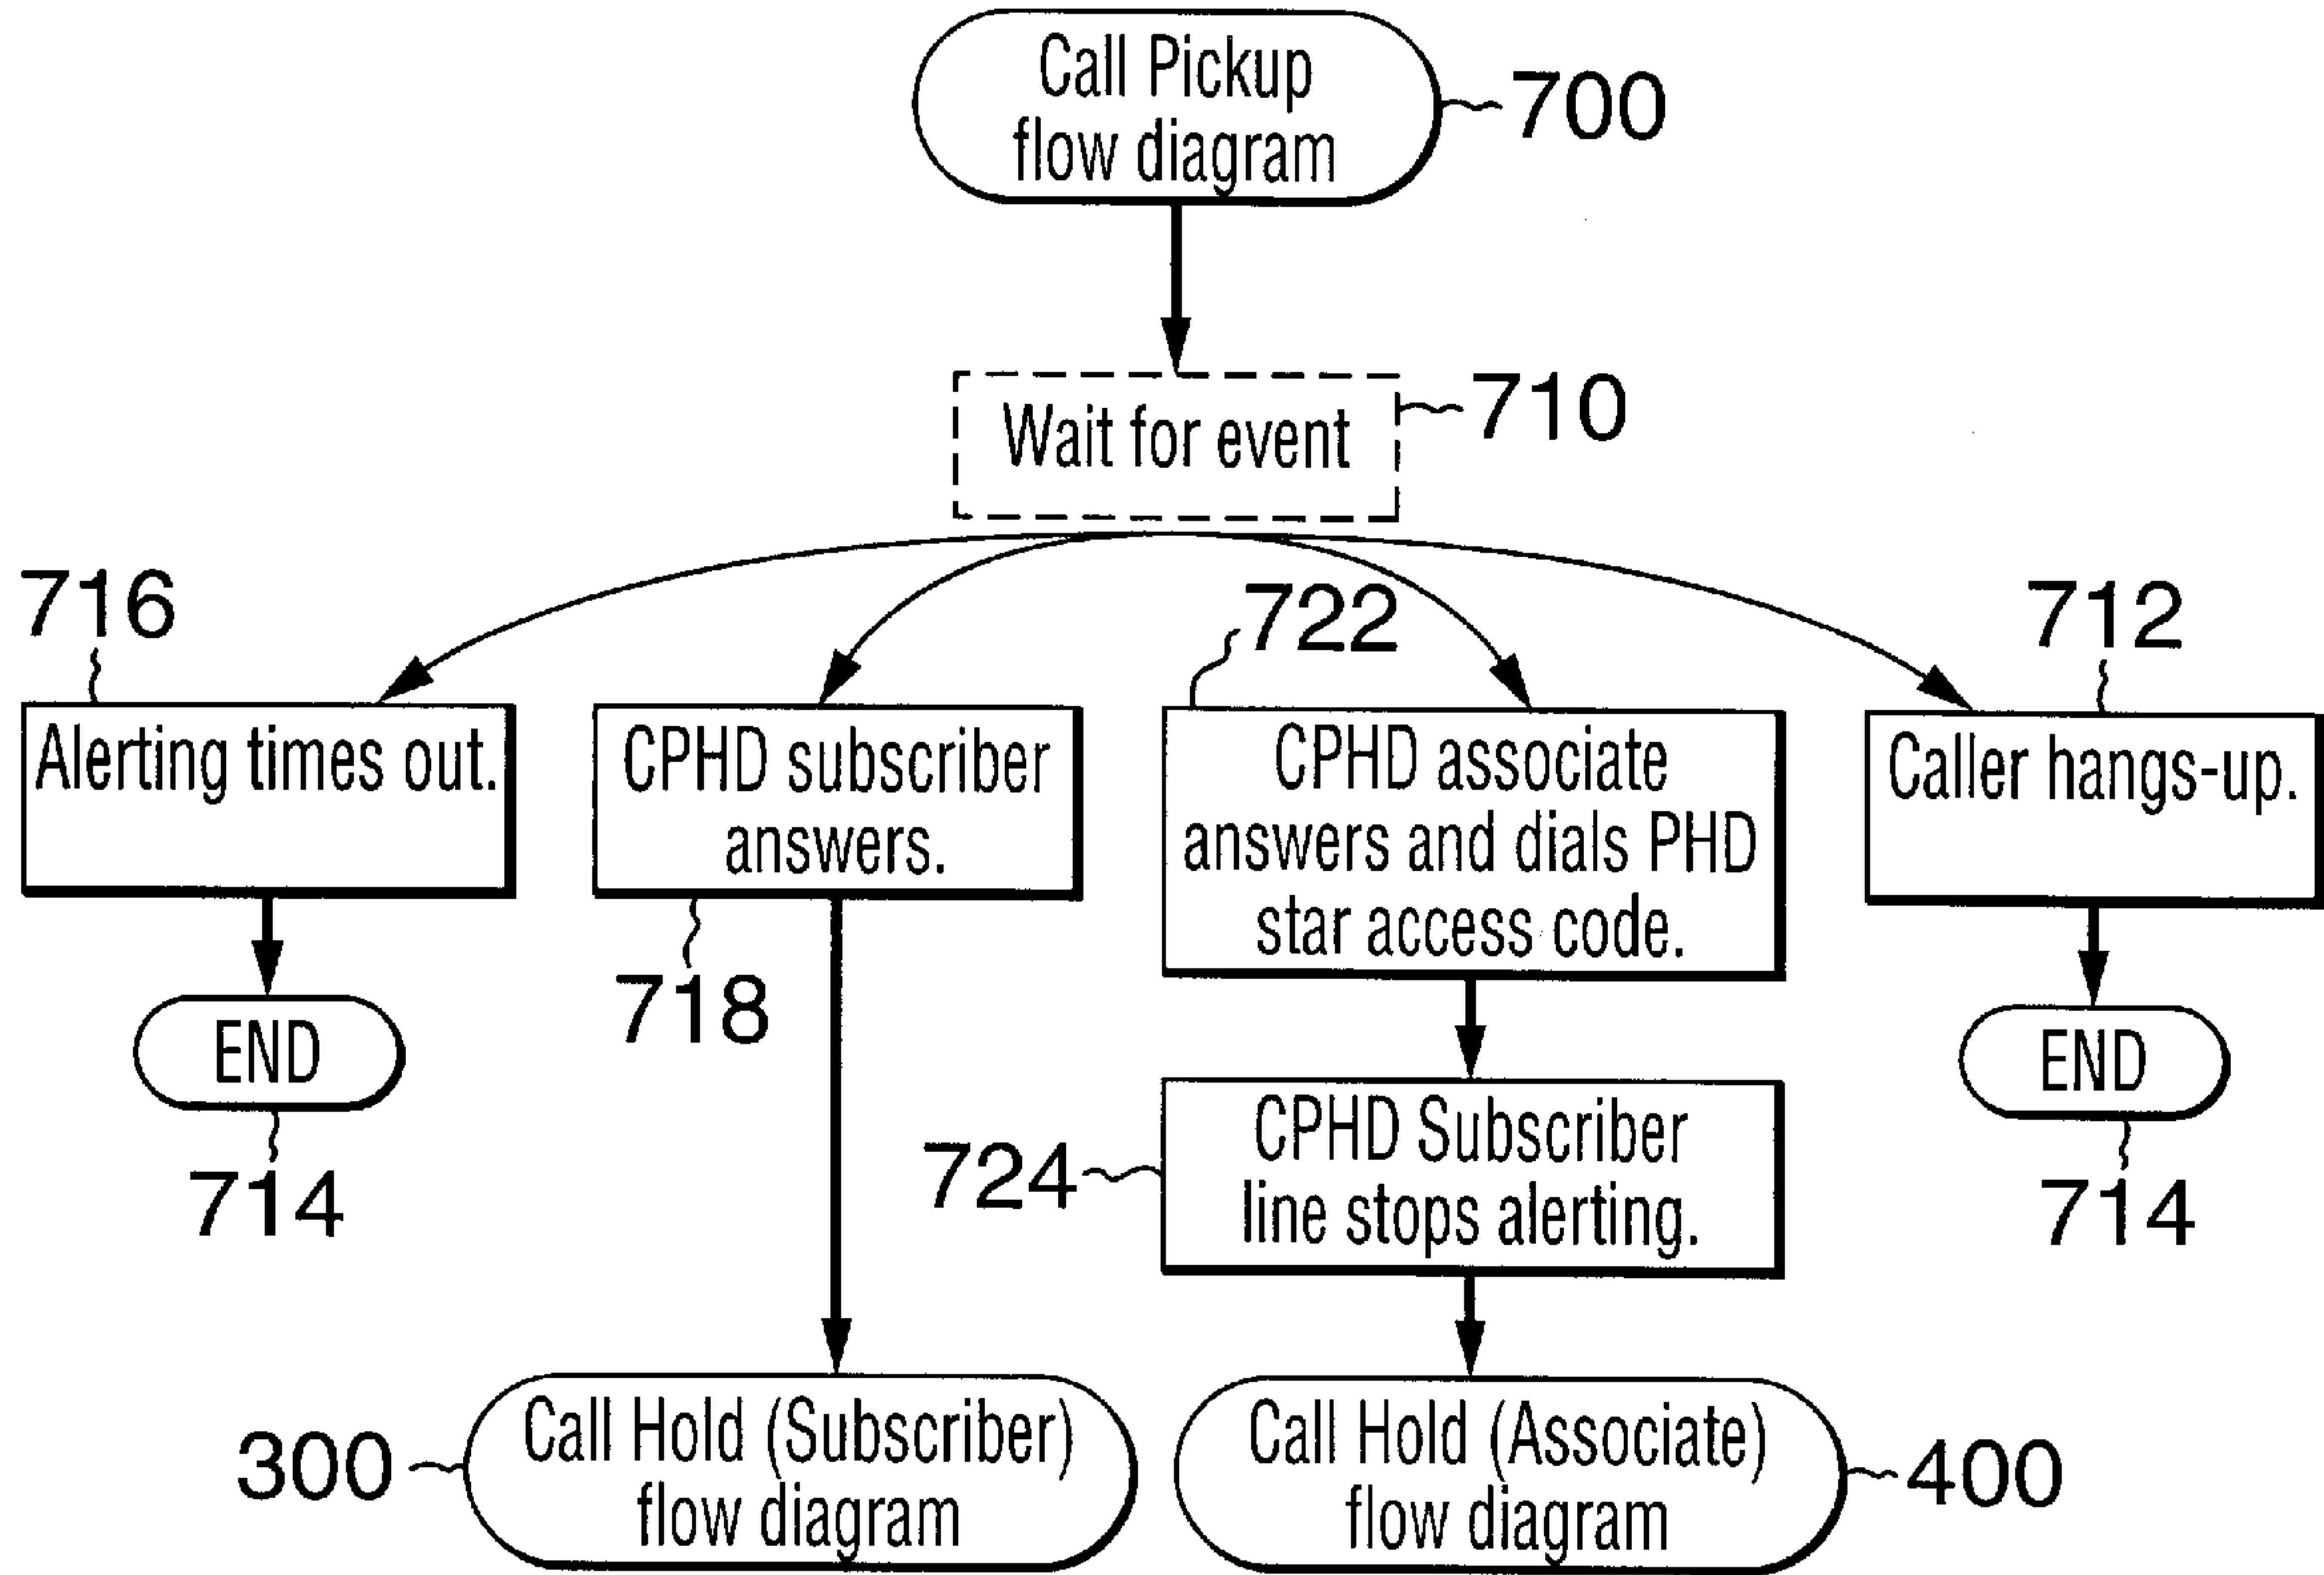 Call Pickup
flow diagram
700
Wait for event
710
716
722
712
Alerting times out.
CPHD subscriber
answers.
CPHD associate
answers and dials PHD
star access code.
Caller hangs-up.
718
END
714
END
714
CPHD Subscriber
line stops alerting.
724
300
Call Hold (Subscriber)
flow diagram
Call Hold (Associate)
flow diagram
400